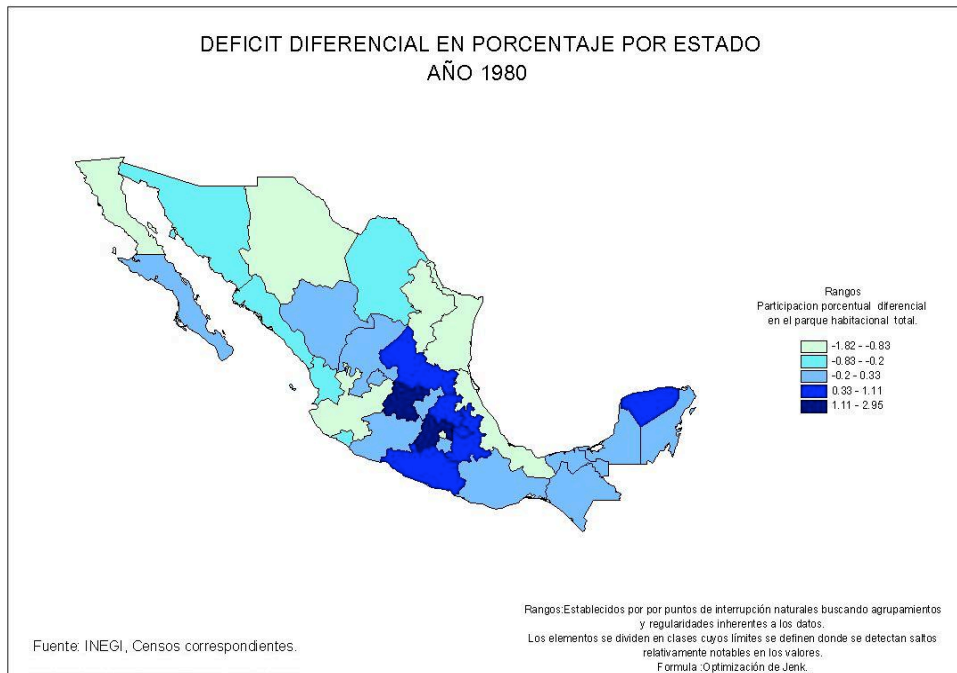 DEFICIT DIFERENCIAL EN PORCENTAJE POR ESTADO
AÑO 1980
Rangos
Participacion porcentual diferencial
en el parque habitacional total.
-1.82 - -0.83
-0.83 - -0.2
-0.2 - 0.33
0.33 - 1.11
1.11 - 2.95
Rangos:Establecidos por por puntos de interrupción naturales buscando agrupamientos
y regularidades inherentes a los datos.
Los elementos se dividen en clases cuyos límites se definen donde se detectan saltos
relativamente notables en los valores.
Formula :Optimización de Jenk.
Fuente: INEGI, Censos correspondientes.